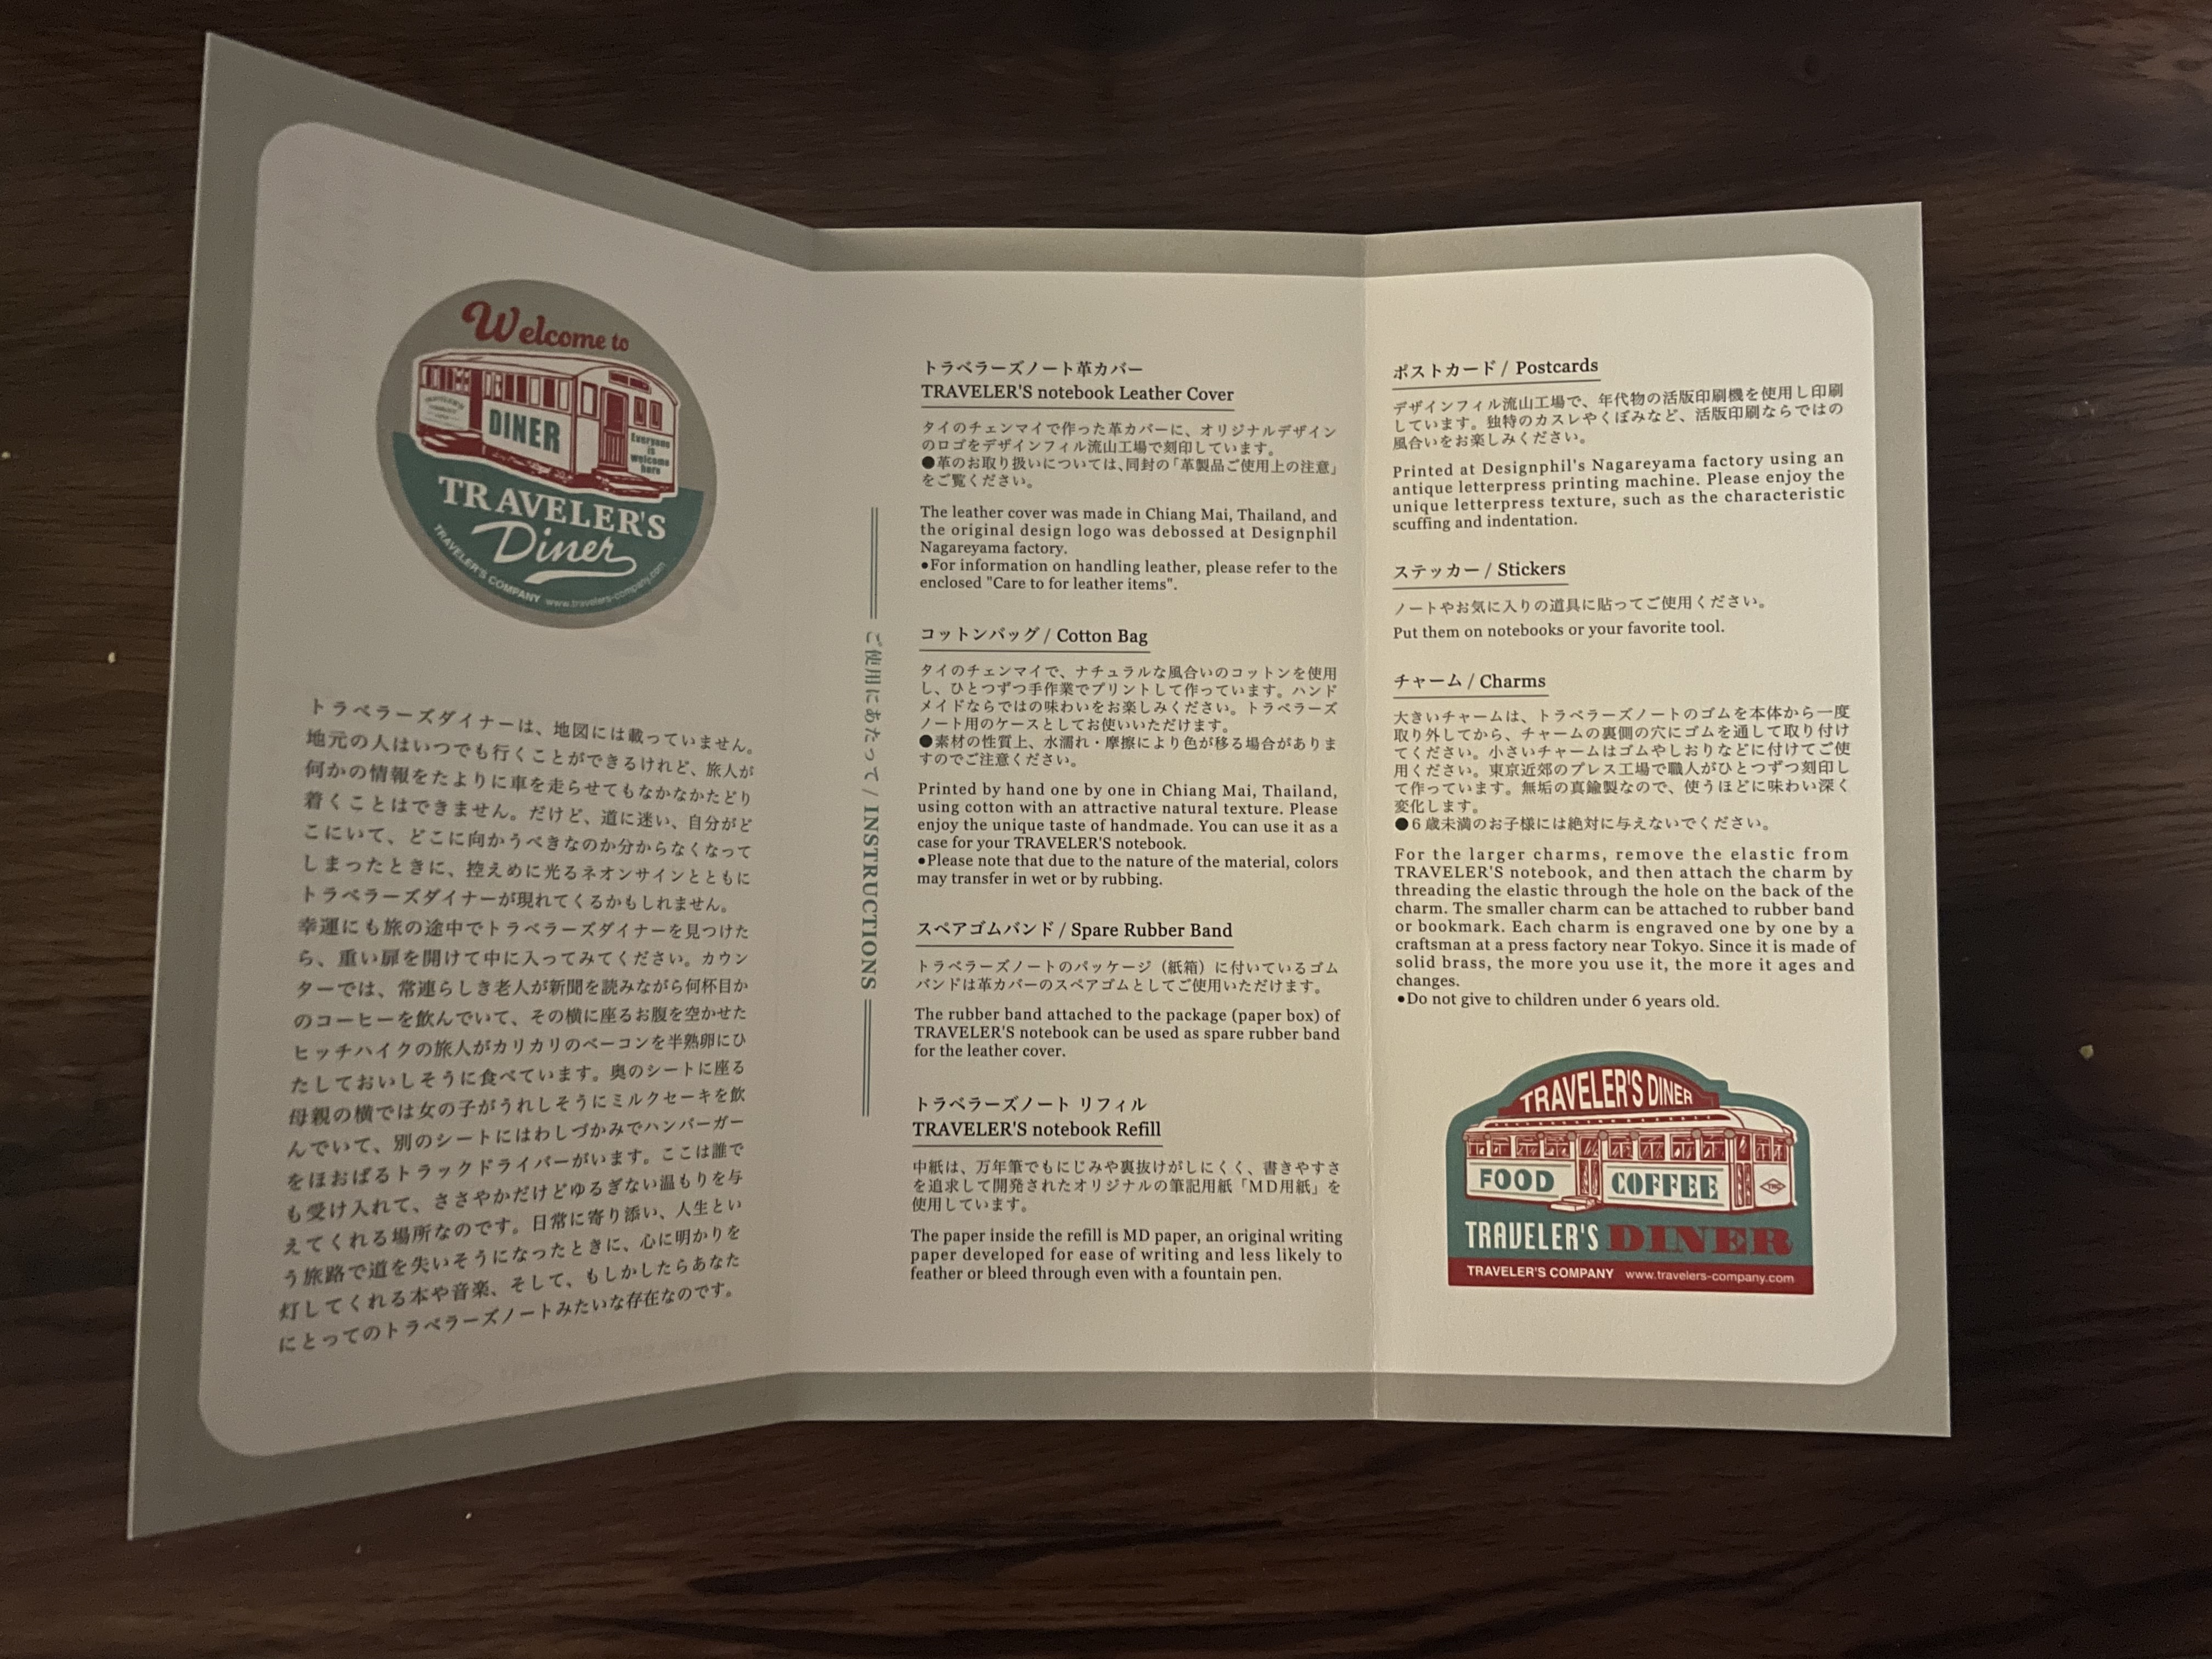 Welcome to
DINER
Everyone
is
welcome
here
TRAVELER'S
Diner
TRAVELER'S COMPANY www.travelers-company.com
トラベラーズダイナーは、地図には載っていません。
地元の人はいつでも行くことができるけれど、旅人が
何かの情報をたよりに車を走らせてもなかなかたどり
着くことはできません。だけど、道に迷い、自分がど
こにいて、どこに向かうべきなのか分からなくなって
しまったときに、控えめに光るネオンサインとともに
トラベラーズダイナーが現れてくるかもしれません。
幸運にも旅の途中でトラベラーズダイナーを見つけた
ら、重い扉を開けて中に入ってみてください。カウン
ターでは、常連らしき老人が新聞を読みながら何杯目か
のコーヒーを飲んでいて、その横に座るお腹を空かせた
ヒッチハイクの旅人がカリカリのベーコンを半熟卵にひ
たしておいしそうに食べています。奥のシートに座る
母親の横では女の子がうれしそうにミルクセーキを飲
んでいて、別のシートにはわしづかみでハンバーガー
をほおばるトラックドライバーがいます。ここは誰で
も受け入れて、ささやかだけどゆるぎない温もりを与
えてくれる場所なのです。日常に寄り添い、人生とい
う旅路で道を失いそうになったときに、心に明かりを
灯してくれる本や音楽、そして、もしかしたらあなた
にとってのトラベラーズノートみたいな存在なのです。
ご使用にあたって / INSTRUCTIONS
トラベラーズノート革カバー
TRAVELER'S notebook Leather Cover
タイのチェンマイで作った革カバーに、オリジナルデザイン
のロゴをデザインフィル流山工場で刻印しています。
●革のお取り扱いについては、同封の「革製品ご使用上の注意」
をご覧ください。
The leather cover was made in Chiang Mai, Thailand, and
the original design logo was debossed at Designphil
Nagareyama factory.
●For information on handling leather, please refer to the
enclosed "Care to for leather items".
コットンバッグ / Cotton Bag
タイのチェンマイで、ナチュラルな風合いのコットンを使用
し、ひとつずつ手作業でプリントして作っています。ハンド
メイドならではの味わいをお楽しみください。トラベラーズ
ノート用のケースとしてお使いいただけます。
●素材の性質上、水濡れ・摩擦により色が移る場合がありま
すのでご注意ください。
Printed by hand one by one in Chiang Mai, Thailand,
using cotton with an attractive natural texture. Please
enjoy the unique taste of handmade. You can use it as a
case for your TRAVELER'S notebook.
●Please note that due to the nature of the material, colors
may transfer in wet or by rubbing.
スペアゴムバンド / Spare Rubber Band
トラベラーズノートのパッケージ（紙箱）に付いているゴム
バンドは革カバーのスペアゴムとしてご使用いただけます。
The rubber band attached to the package (paper box) of
TRAVELER'S notebook can be used as spare rubber band
for the leather cover.
トラベラーズノート リフィル
TRAVELER'S notebook Refill
中紙は、万年筆でもにじみや裏抜けがしにくく、書きやすさ
を追求して開発されたオリジナルの筆記用紙「MD用紙」を
使用しています。
The paper inside the refill is MD paper, an original writing
paper developed for ease of writing and less likely to
feather or bleed through even with a fountain pen.
ポストカード / Postcards
デザインフィル流山工場で、年代物の活版印刷機を使用し印刷
しています。独特のカスレやくぼみなど、活版印刷ならではの
風合いをお楽しみください。
Printed at Designphil's Nagareyama factory using an
antique letterpress printing machine. Please enjoy the
unique letterpress texture, such as the characteristic
scuffing and indentation.
ステッカー / Stickers
ノートやお気に入りの道具に貼ってご使用ください。
Put them on notebooks or your favorite tool.
チャーム / Charms
大きいチャームは、トラベラーズノートのゴムを本体から一度
取り外してから、チャームの裏側の穴にゴムを通して取り付け
てください。小さいチャームはゴムやしおりなどに付けてご使
用ください。東京近郊のプレス工場で職人がひとつずつ刻印し
て作っています。無垢の真鍮製なので、使うほどに味わい深く
変化します。
●6歳未満のお子様には絶対に与えないでください。
For the larger charms, remove the elastic from
TRAVELER'S notebook, and then attach the charm by
threading the elastic through the hole on the back of the
charm. The smaller charm can be attached to rubber band
or bookmark. Each charm is engraved one by one by a
craftsman at a press factory near Tokyo. Since it is made of
solid brass, the more you use it, the more it ages and
changes.
●Do not give to children under 6 years old.
TRAVELER'S DINER
FOOD
COFFEE
TRAVELER'S DINER
TRAVELER'S COMPANY www.travelers-company.com